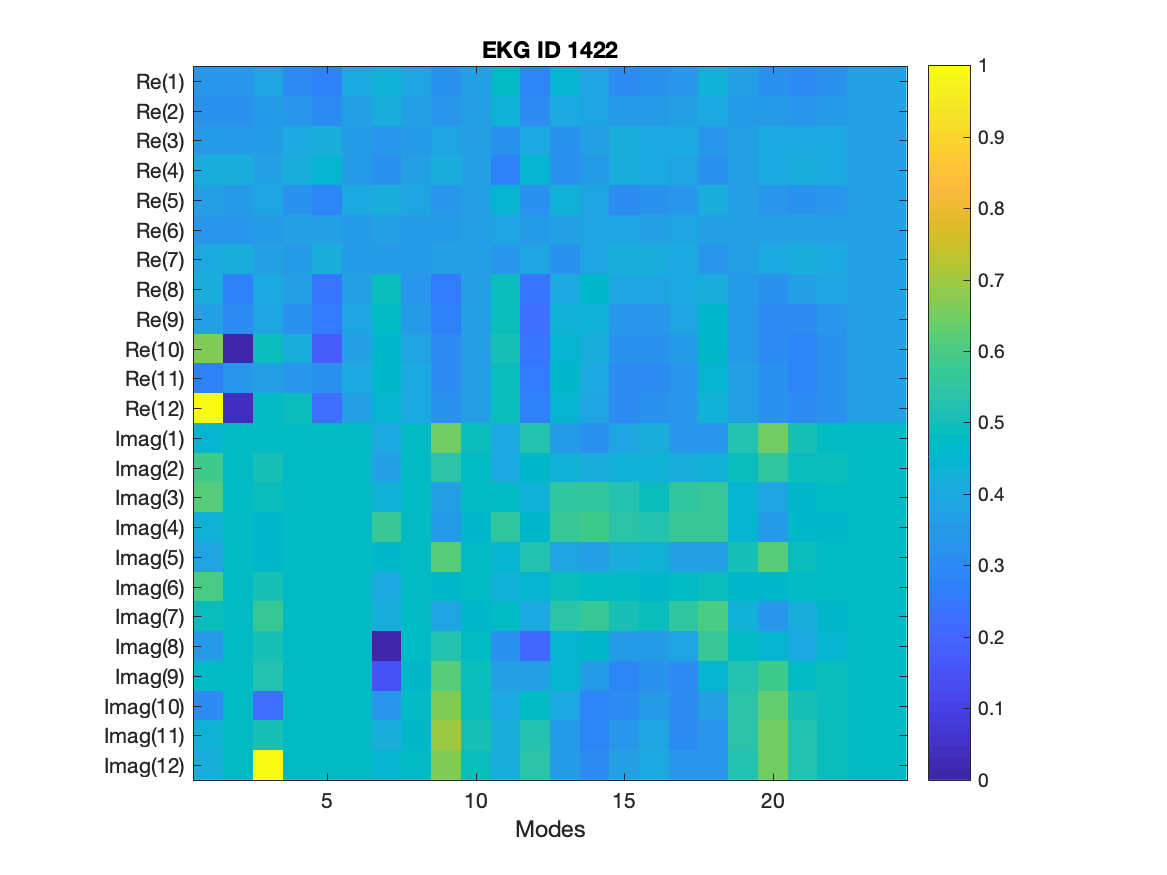 EKG ID 1422
Re(1)
Re(2)
Re(3)
Re(4)
Re(5)
Re(6)
Re(7)
Re(8)
Re(9)
Re(10)
Re(11)
Re(12)
Imag(1)
Imag(2)
Imag(3)
Imag(4)
Imag(5)
Imag(6)
Imag(7)
Imag(8)
Imag(9)
Imag(10)
Imag(11)
Imag(12)
5 10 15 20
Modes
1
0.9
0.8
0.7
0.6
0.5
0.4
0.3
0.2
0.1
0